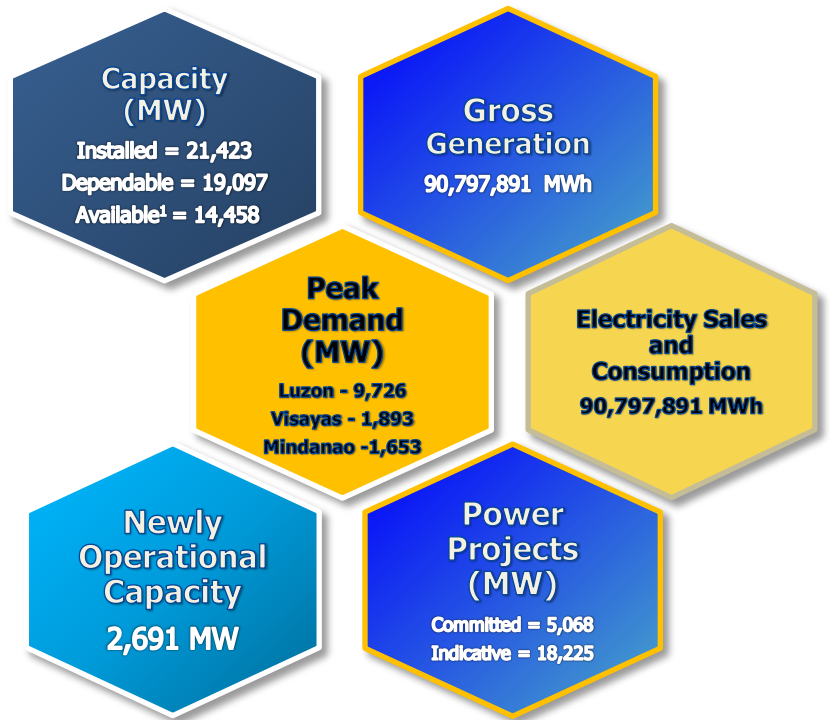 Capacity
(MW)
Installed = 21,423
Dependable = 19,097
Available¹ = 14,458
Gross
Generation
90,797,891 MWh
Peak
Demand
(MW)
Luzon - 9,726
Visayas - 1,893
Mindanao -1,653
Electricity Sales
and
Consumption
90,797,891 MWh
Newly
Operational
Capacity
2,691 MW
Power
Projects
(MW)
Committed = 5,068
Indicative = 18,225